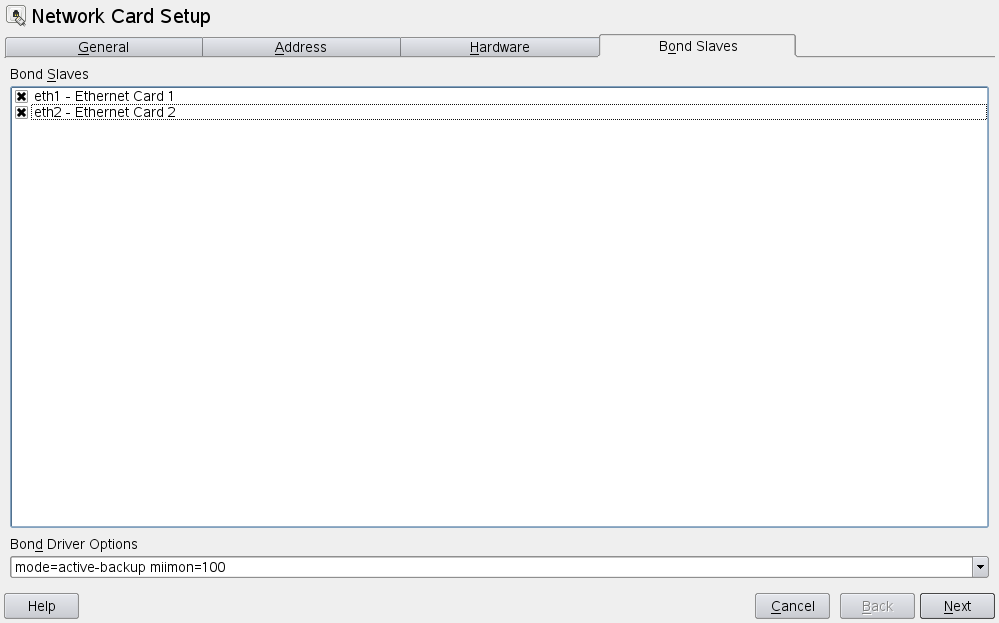 Network Card Setup
General Address Hardware Bond Slaves
Bond Slaves
eth1 - Ethernet Card 1
eth2 - Ethernet Card 2
Bond Driver Options
mode=active-backup miimon=100
Help Cancel Back Next